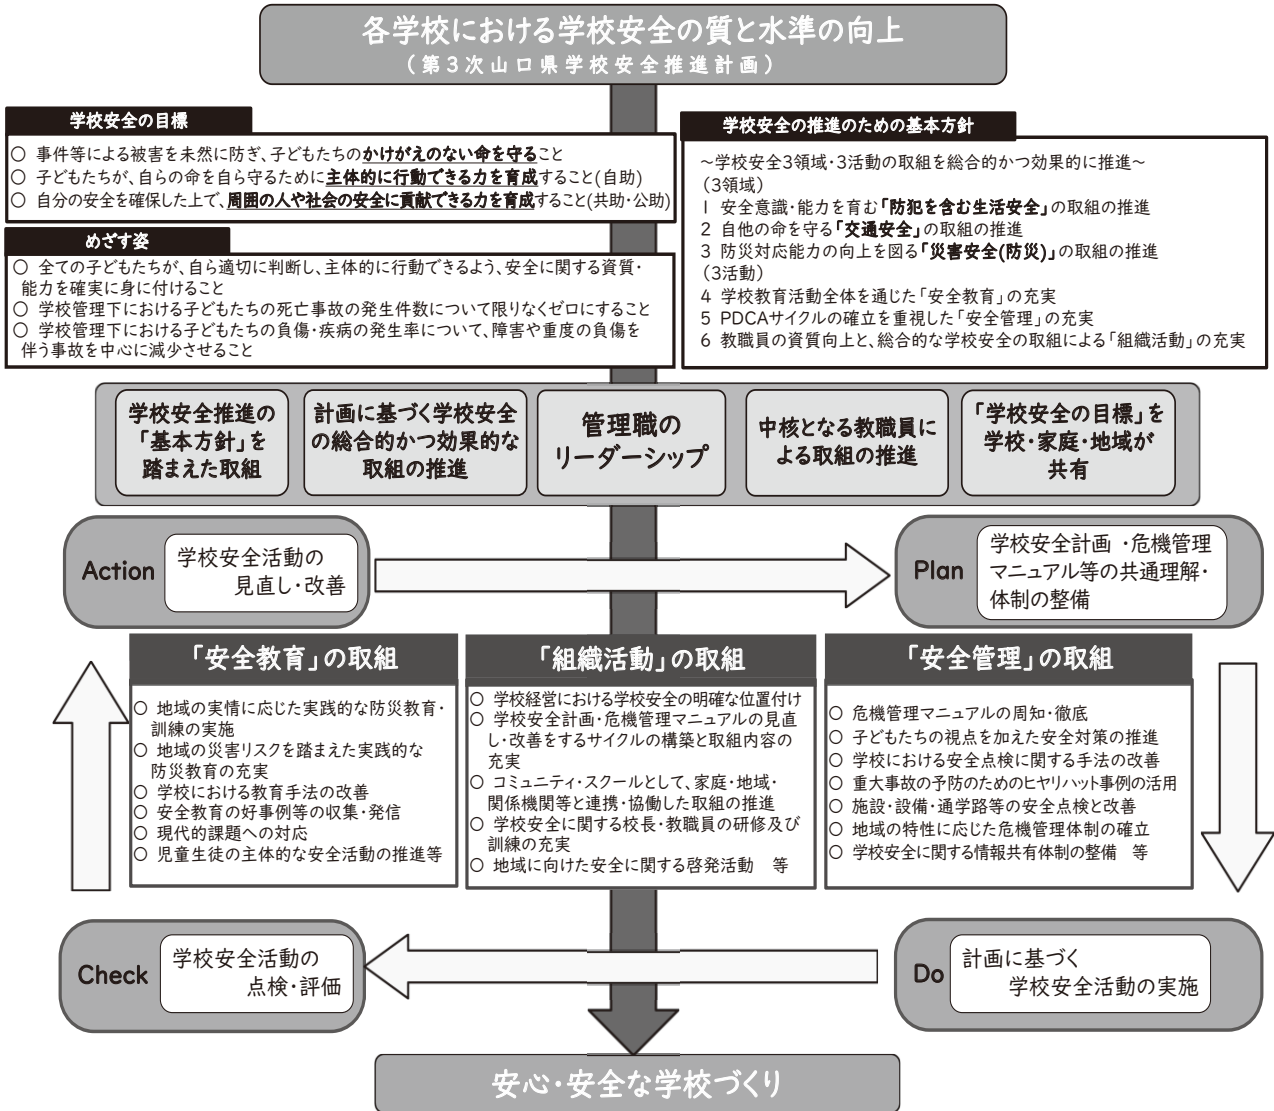 各学校における学校安全の質と水準の向上
(第3次山口県学校安全推進計画)
学校安全の目標
○ 事件等による被害を未然に防ぎ、子どもたちのかけがえのない命を守ること
○ 子どもたちが、自らの命を自ら守るために主体的に行動できる力を育成すること(自助)
○ 自分の安全を確保した上で、周囲の人や社会の安全に貢献できる力を育成すること(共助・公助)
めざす姿
○ 全ての子どもたちが、自ら適切に判断し、主体的に行動できるよう、安全に関する資質・
能力を確実に身に付けること
○ 学校管理下における子どもたちの死亡事故の発生件数について限りなくゼロにすること
○ 学校管理下における子どもたちの負傷・疾病の発生率について、障害や重度の負傷を
伴う事故を中心に減少させること
学校安全の推進のための基本方針
~学校安全3領域・3活動の取組を総合的かつ効果的に推進~
(3領域)
1 安全意識・能力を育む「防犯を含む生活安全」の取組の推進
2 自他の命を守る「交通安全」の取組の推進
3 防災対応能力の向上を図る「災害安全(防災)」の取組の推進
(3活動)
4 学校教育活動全体を通じた「安全教育」の充実
5 PDCAサイクルの確立を重視した「安全管理」の充実
6 教職員の資質向上と、総合的な学校安全の取組による「組織活動」の充実
学校安全推進の
「基本方針」を
踏まえた取組
計画に基づく学校安全
の総合的かつ効果的な
取組の推進
管理職の
リーダーシップ
中核となる教職員に
よる取組の推進
「学校安全の目標」を
学校・家庭・地域が
共有
Action
学校安全活動の
見直し・改善
Plan
学校安全計画 ・危機管理
マニュアル等の共通理解・
体制の整備
「安全教育」の取組
○ 地域の実情に応じた実践的な防災教育・
訓練の実施
○ 地域の災害リスクを踏まえた実践的な
防災教育の充実
○ 学校における教育手法の改善
○ 安全教育の好事例等の収集・発信
○ 現代的課題への対応
○ 児童生徒の主体的な安全活動の推進等
「組織活動」の取組
○ 学校経営における学校安全の明確な位置付け
○ 学校安全計画・危機管理マニュアルの見直
し・改善をするサイクルの構築と取組内容の
充実
○ コミュニティ・スクールとして、家庭・地域・
関係機関等と連携・協働した取組の推進
○ 学校安全に関する校長・教職員の研修及び
訓練の充実
○ 地域に向けた安全に関する啓発活動 等
「安全管理」の取組
○ 危機管理マニュアルの周知・徹底
○ 子どもたちの視点を加えた安全対策の推進
○ 学校における安全点検に関する手法の改善
○ 重大事故の予防のためのヒヤリハット事例の活用
○ 施設・設備・通学路等の安全点検と改善
○ 地域の特性に応じた危機管理体制の確立
○ 学校安全に関する情報共有体制の整備 等
Check
学校安全活動の
点検・評価
Do
計画に基づく
学校安全活動の実施
安心・安全な学校づくり